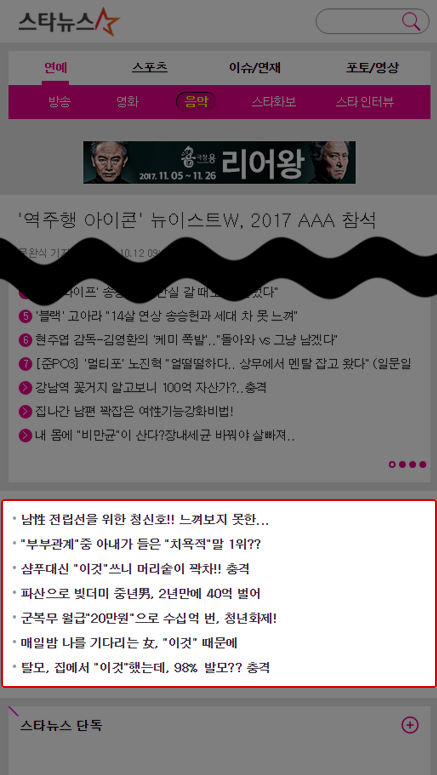 스타뉴스
연예 스포츠 이슈/연재 포토/영상
방송 영화 음악 스타화보 스타 인터뷰
2017. 11. 05 ~ 11. 26 리어왕
'역주행 아이콘' 뉴이스트W, 2017 AAA 참석
5 '블랙' 고아라 "14살 연상 송승헌과 세대 차 못 느껴"
6 현주엽 감독-김영환의 '케미 폭발'.."돌아와 vs 그냥 남겠다"
7 [준PO3] '멀티포' 노진혁 "얼떨떨하다.. 상무에서 멘탈 잡고 왔다" (일문일
강남역 꽃거지 알고보니 100억 자산가?..충격
집나간 남편 짝잡은 여성기능강화비법!
내 몸에 "비만균"이 산다?장내세균 바꿔야 살빠져..
남性 전립선을 위한 청신호!! 느껴보지 못한...
"부부관계"중 아내가 들은 "치욕적"말 1위??
샴푸대신 "이것"쓰니 머리숱이 꽉차!! 충격
파산으로 빚더미 중년男, 2년만에 40억 벌어
군복무 월급"20만원"으로 수십억 번, 청년화제!
매일밤 나를 기다리는 女, "이것" 때문에
탈모, 집에서 "이것"했는데, 98% 발모?? 충격
스타뉴스 단독